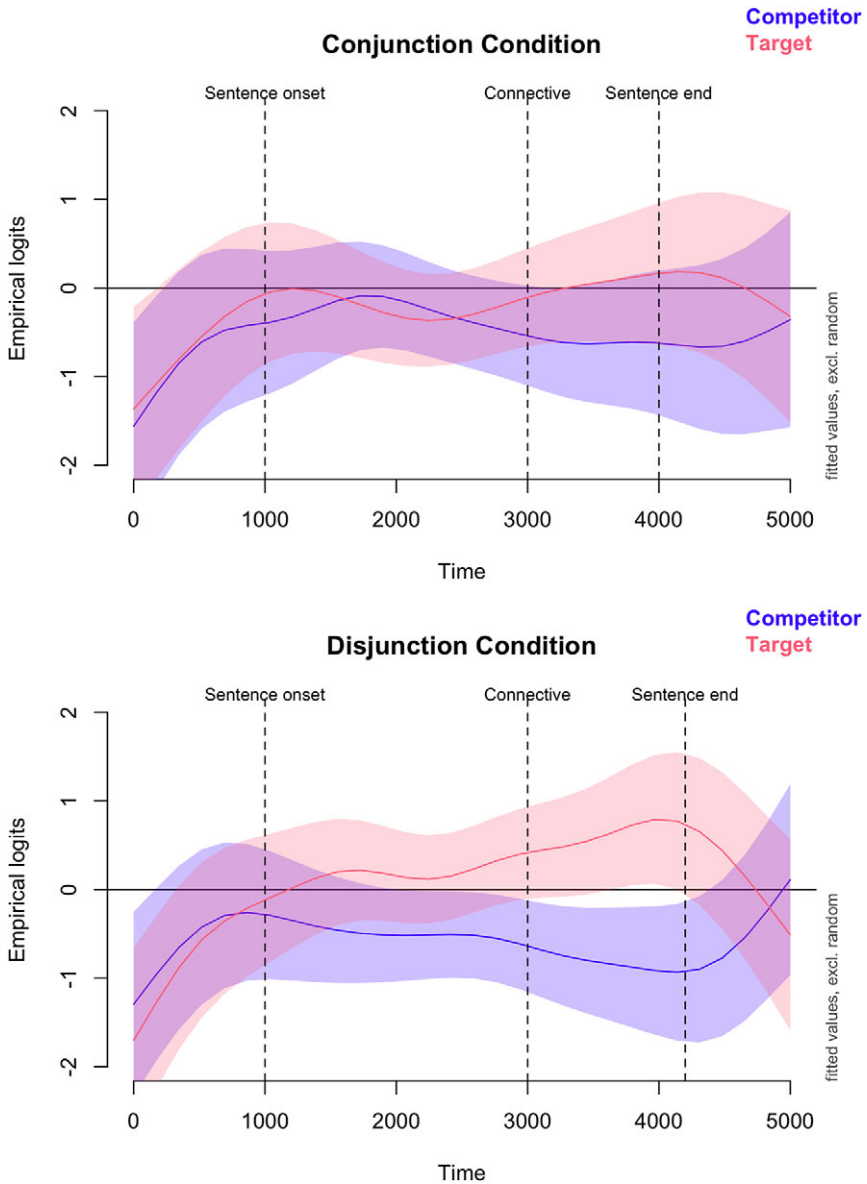 Competitor
Target
Conjunction Condition
Sentence onset Connective Sentence end
2
1
0
-1
-2
Empirical logits
fitted values, excl. random
0 1000 2000 3000 4000 5000
Time
Competitor
Target
Disjunction Condition
Sentence onset Connective Sentence end
2
1
0
-1
-2
Empirical logits
fitted values, excl. random
0 1000 2000 3000 4000 5000
Time